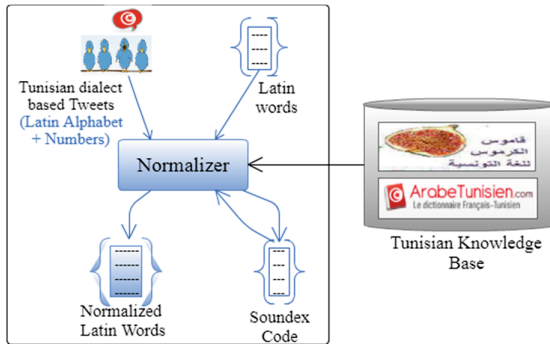 Tunisian dialect
based Tweets
(Latin Alphabet
+ Numbers)
Latin
words
Normalizer
Normalized
Latin Words
Soundex
Code
قاموس
الكرموس
للغة التونسية
ArabeTunisien.com
Le dictionnaire Français-Tunisien
Tunisian Knowledge
Base